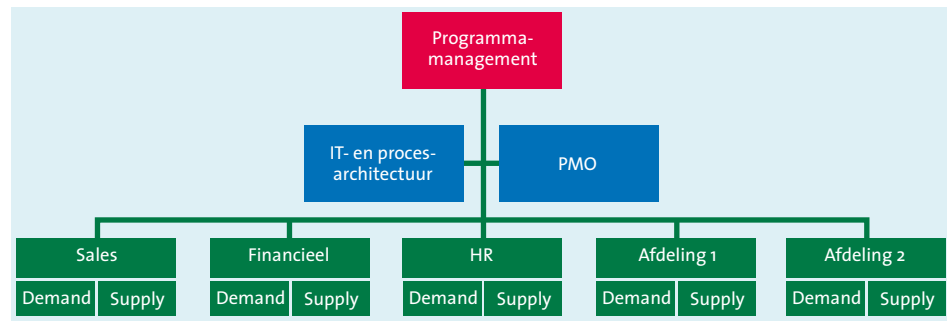 Programma-
management
IT- en proces-
architectuur
PMO
Sales
Financieel
HR
Afdeling 1
Afdeling 2
Demand
Supply
Demand
Supply
Demand
Supply
Demand
Supply
Demand
Supply